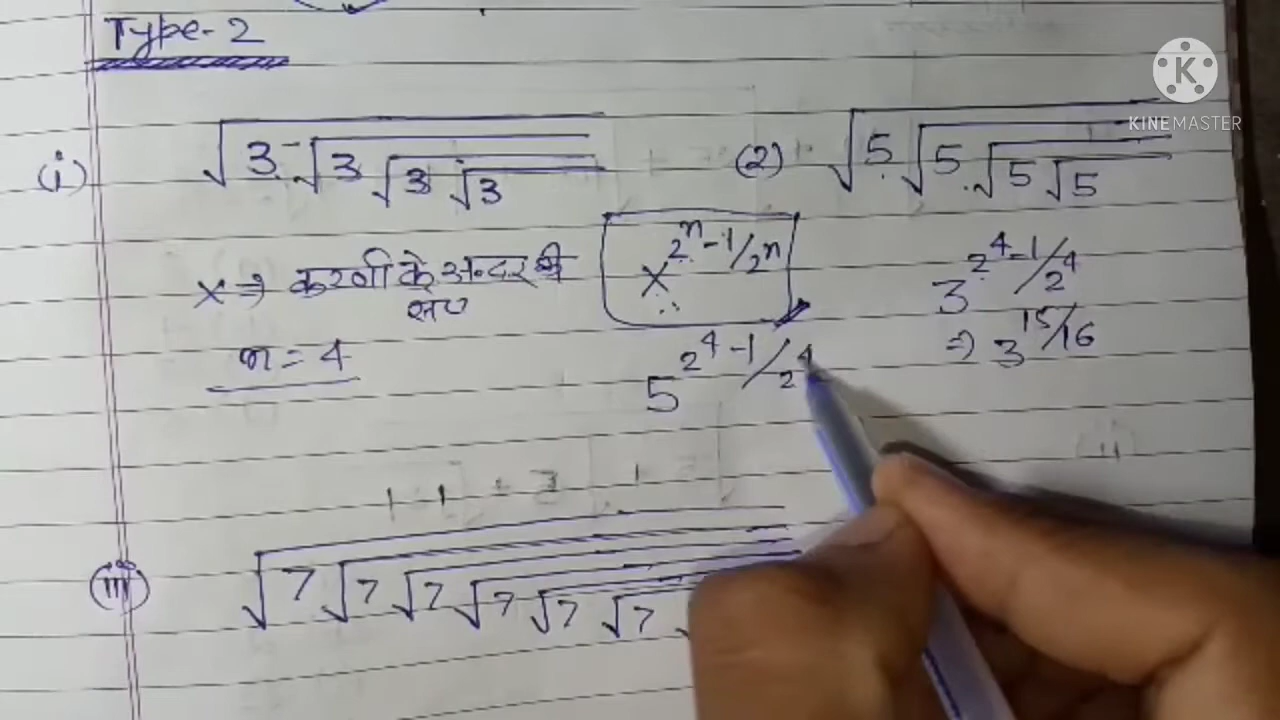 Type-2
K
KINEMASTER
(i) √3√3√3√3
(2) √5√5√5√5
x ⇒ करणी के अन्दर की
x^2^n-1/2^n
3^2^4-1/2^4
n = 4
5^2^4-1/2^4
⇒ 3^15/16
(iii) √7√7√7√7√7√7